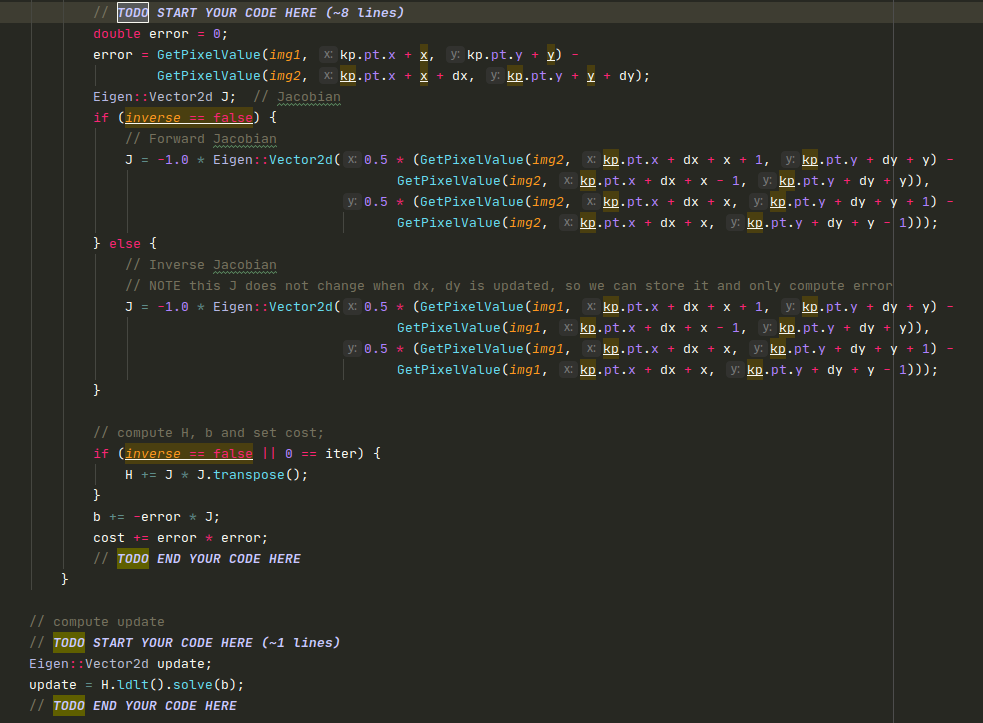 // TODO START YOUR CODE HERE (~8 lines)
double error = 0;
error = GetPixelValue(img1, x: kp.pt.x + x, y: kp.pt.y + y) -
GetPixelValue(img2, x: kp.pt.x + x + dx, y: kp.pt.y + y + dy);
Eigen::Vector2d J;  // Jacobian
if (inverse == false) {
// Forward Jacobian
J = -1.0 * Eigen::Vector2d( x: 0.5 * (GetPixelValue(img2, x: kp.pt.x + dx + x + 1, y: kp.pt.y + dy + y) -
GetPixelValue(img2, x: kp.pt.x + dx + x - 1, y: kp.pt.y + dy + y)),
y: 0.5 * (GetPixelValue(img2, x: kp.pt.x + dx + x, y: kp.pt.y + dy + y + 1) -
GetPixelValue(img2, x: kp.pt.x + dx + x, y: kp.pt.y + dy + y - 1)));
} else {
// Inverse Jacobian
// NOTE this J does not change when dx, dy is updated, so we can store it and only compute error
J = -1.0 * Eigen::Vector2d( x: 0.5 * (GetPixelValue(img1, x: kp.pt.x + dx + x + 1, y: kp.pt.y + dy + y) -
GetPixelValue(img1, x: kp.pt.x + dx + x - 1, y: kp.pt.y + dy + y)),
y: 0.5 * (GetPixelValue(img1, x: kp.pt.x + dx + x, y: kp.pt.y + dy + y + 1) -
GetPixelValue(img1, x: kp.pt.x + dx + x, y: kp.pt.y + dy + y - 1)));
}
// compute H, b and set cost;
if (inverse == false || 0 == iter) {
H += J * J.transpose();
}
b += -error * J;
cost += error * error;
// TODO END YOUR CODE HERE
}
// compute update
// TODO START YOUR CODE HERE (~1 lines)
Eigen::Vector2d update;
update = H.ldlt().solve(b);
// TODO END YOUR CODE HERE